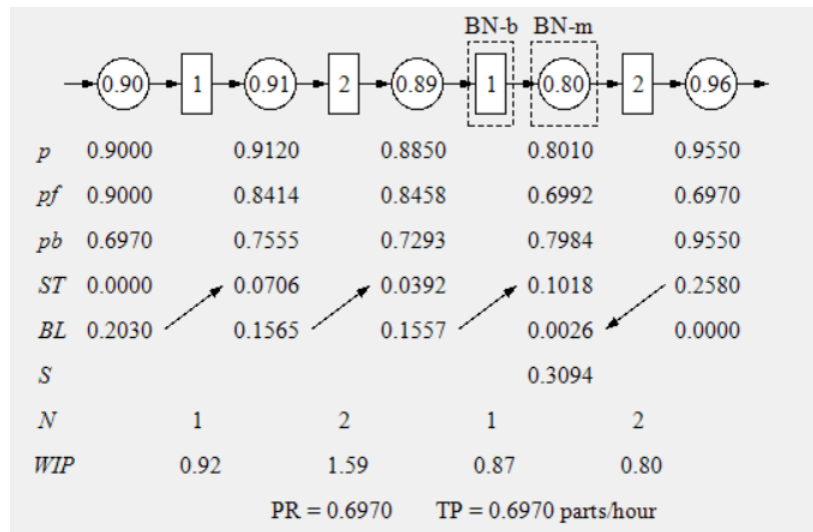 BN-b BN-m
0.90 1 0.91 2 0.89 1 0.80 2 0.96
p 0.9000 0.9120 0.8850 0.8010 0.9550
pf 0.9000 0.8414 0.8458 0.6992 0.6970
pb 0.6970 0.7555 0.7293 0.7984 0.9550
ST 0.0000 0.0706 0.0392 0.1018 0.2580
BL 0.2030 0.1565 0.1557 0.0026 0.0000
S 0.3094
N 1 2 1 2
WIP 0.92 1.59 0.87 0.80
PR = 0.6970 TP = 0.6970 parts/hour